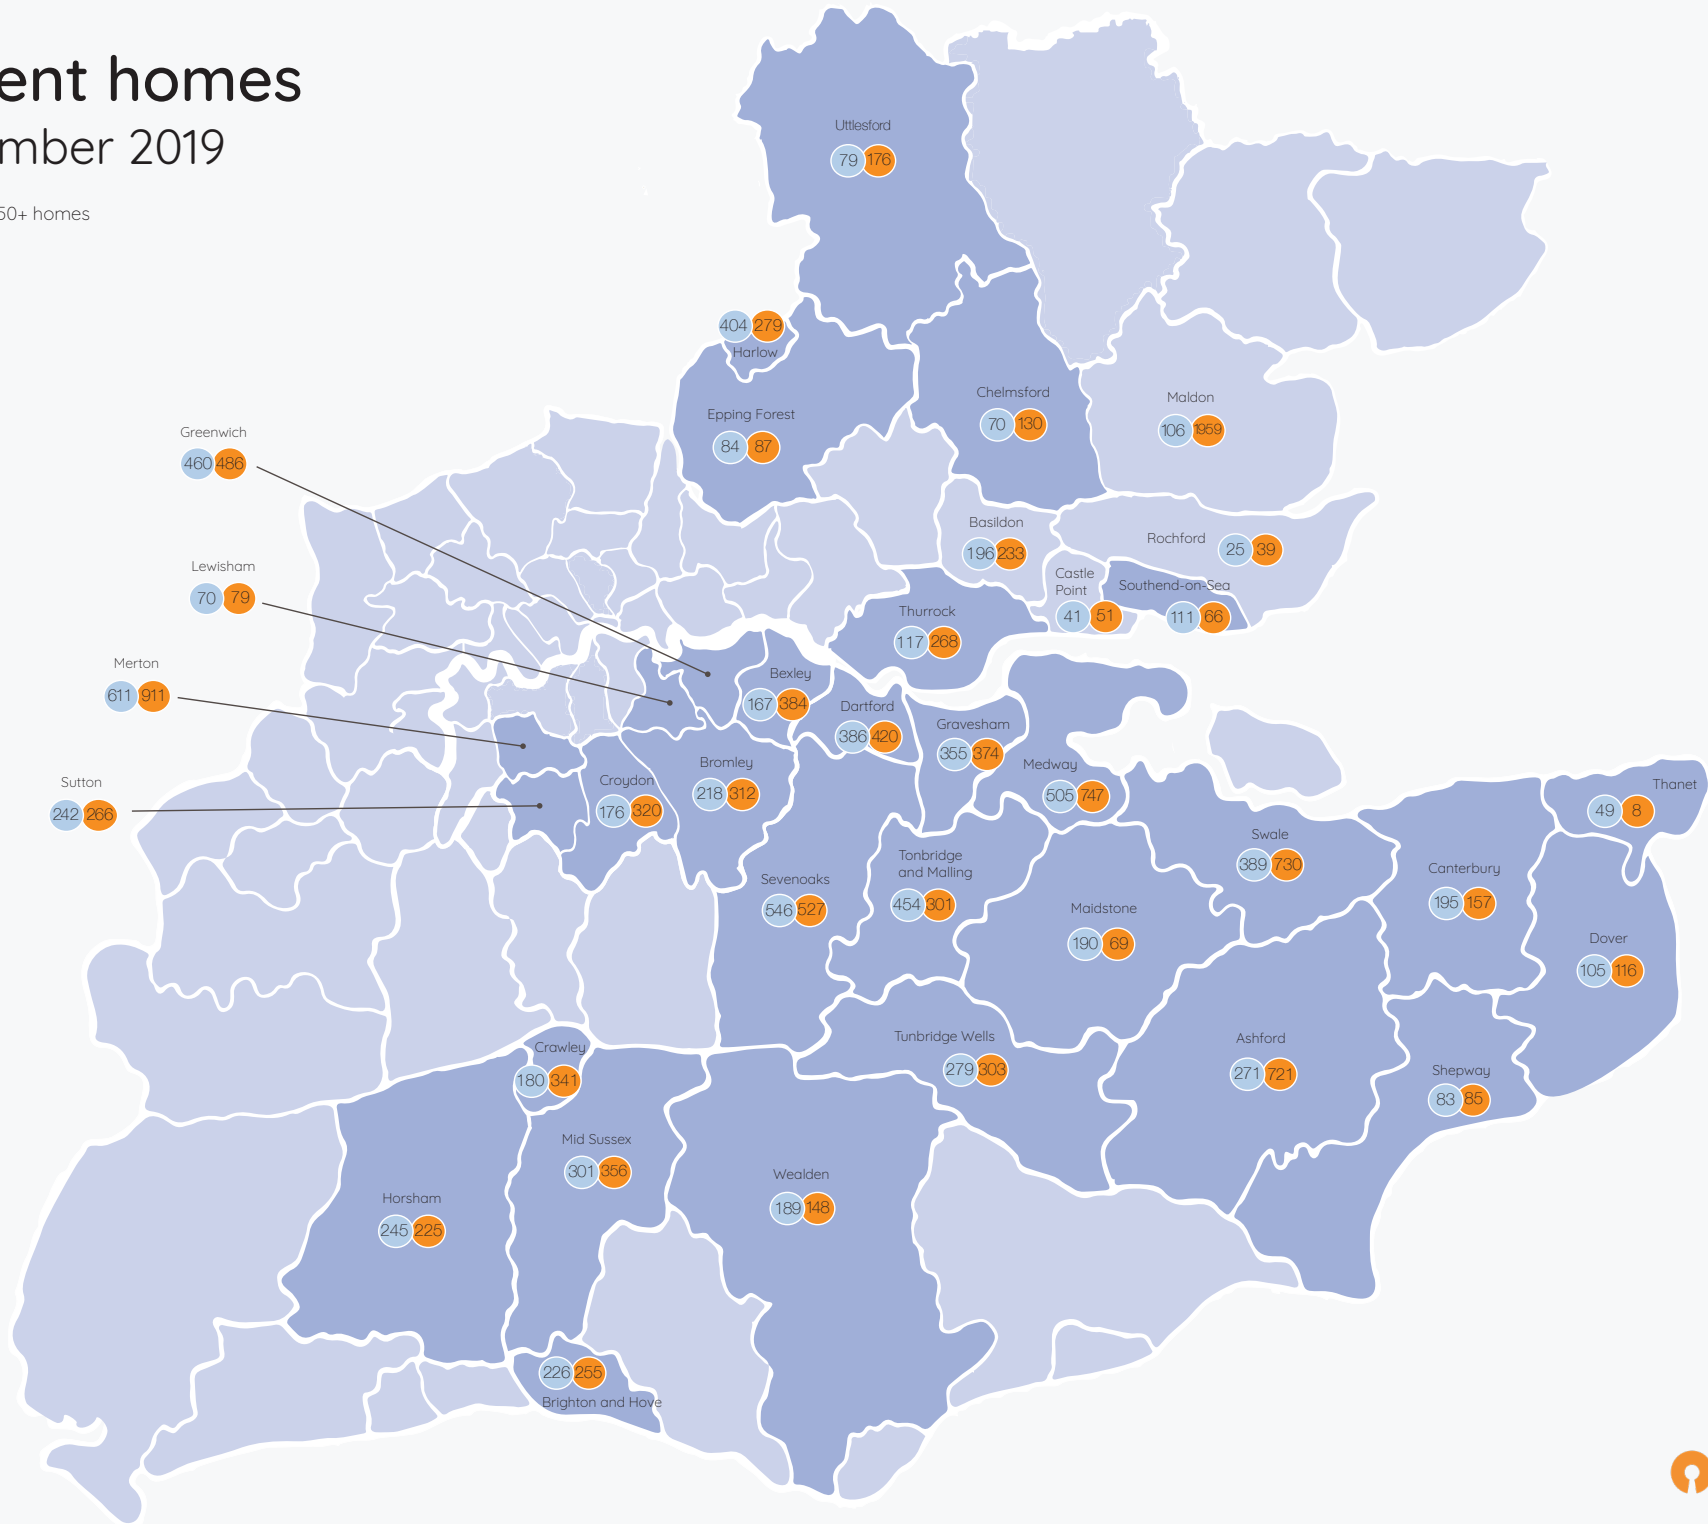 ent homes
mber 2019
50+ homes
Uttlesford
79 176
404 279
Harlow
Epping Forest
84 87
Chelmsford
70 130
Maldon
106 1959
Greenwich
460 486
Basildon
196 233
Rochford 25 39
Castle
Point
41 51
Southend-on-Sea
111 66
Lewisham
70 79
Thurrock
117 268
Merton
611 911
Bexley
167 384
Dartford
386 420
Gravesham
355 374
Medway
505 747
Sutton
242 266
Croydon
176 320
Bromley
218 312
Thanet
49 8
Swale
389 730
Sevenoaks
546 527
Tonbridge
and Malling
454 301
Maidstone
190 69
Canterbury
195 157
Dover
105 116
Crawley
180 341
Tunbridge Wells
279 303
Ashford
271 721
Shepway
83 85
Mid Sussex
301 356
Wealden
189 148
Horsham
245 225
226 255
Brighton and Hove